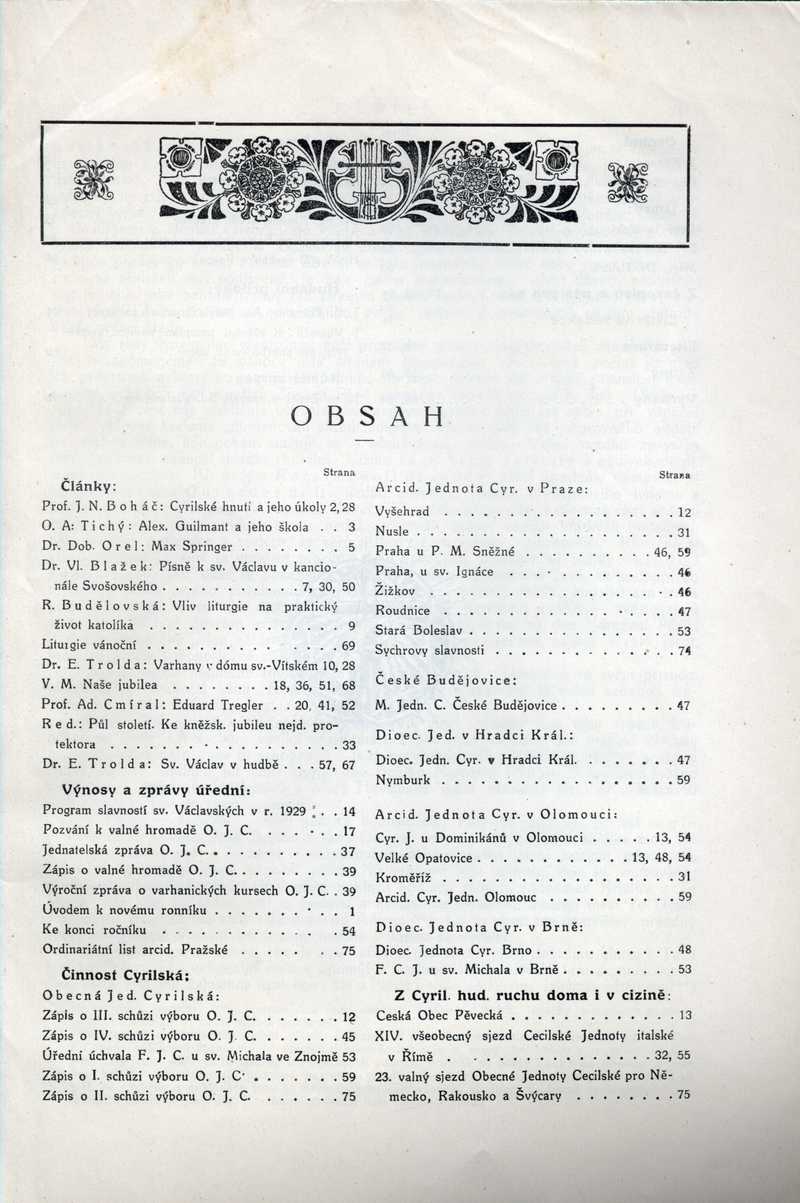 OBSAH
Strana
Články:
Prof. J. N. Boháč: Cyrilské hnutí a jeho úkoly 2, 28
O. A: Tichý: Alex. Guilmant a jeho škola . . 3
Dr. Dob. Orel: Max Springer . . . . . . . . 5
Dr. Vl. Blažek: Písně k sv. Václavu v kancio-
nále Svošovského . . . . . . . . . . . 7, 30, 50
R. Budělovská: Vliv liturgie na praktický
život katolíka . . . . . . . . . . . . . . . 9
Liturgie vánoční . . . . . . . . . . . . . . 69
Dr. E. Trolda: Varhany v dómu sv.-Vítském 10, 28
V. M. Naše jubilea . . . . . . . . 18, 36, 51, 68
Prof. Ad. Cmíral: Eduard Tregler . . 20, 41, 52
Red.: Půl století. Ke kněžsk. jubileu nejd. pro-
tektora . . . . . . . . . . . . . . . . . . 33
Dr. E. Trolda: Sv. Václav v hudbě . . . 57, 67
Výnosy a zprávy úřední:
Program slavností sv. Václavských v r. 1929 . . . 14
Pozvání k valné hromadě O. J. C. . . . . . . 17
Jednatelská zpráva O. J. C. . . . . . . . . . . 37
Zápis o valné hromadě O. J. C. . . . . . . . . 39
Výroční zpráva o varhanických kursech O. J. C. . 39
Úvodem k novému ronníku . . . . . . . . . . . 1
Ke konci ročníku . . . . . . . . . . . . . . 54
Ordinariátní list arcid. Pražské . . . . . . . 75
Činnost Cyrilská:
Obecná Jed. Cyrilská:
Zápis o III. schůzi výboru O. J. C. . . . . . . 12
Zápis o IV. schůzi výboru O. J. C. . . . . . . 45
Úřední úchvala F. J. C. u sv. Michala ve Znojmě 53
Zápis o I. schůzi výboru O. J. C. . . . . . . . 59
Zápis o II. schůzi výboru O. J. C. . . . . . . 75
Strana
Arcid. Jednota Cyr. v Praze:
Vyšehrad . . . . . . . . . . . . . . . . . . 12
Nusle . . . . . . . . . . . . . . . . . . . 31
Praha u P. M. Sněžné . . . . . . . . . . 46, 59
Praha, u sv. Ignáce . . . . . . . . . . . . . 46
Žižkov . . . . . . . . . . . . . . . . . . . 46
Roudnice . . . . . . . . . . . . . . . . . . 47
Stará Boleslav . . . . . . . . . . . . . . . . 53
Sychrovy slavnosti . . . . . . . . . . . . . . 74
České Budějovice:
M. Jedn. C. České Budějovice . . . . . . . . . 47
Dioec. Jed. v Hradci Král.:
Dioec. Jedn. Cyr. v Hradci Král. . . . . . . . 47
Nymburk . . . . . . . . . . . . . . . . . . 59
Arcid. Jednota Cyr. v Olomouci:
Cyr. J. u Dominikánů v Olomouci . . . . . 13, 54
Velké Opatovice . . . . . . . . . . . . 13, 48, 54
Kroměříž . . . . . . . . . . . . . . . . . . 31
Arcid. Cyr. Jedn. Olomouc . . . . . . . . . . 59
Dioec. Jednota Cyr. v Brně:
Dioec. Jednota Cyr. Brno . . . . . . . . . . . 48
F. C. J. u sv. Michala v Brně . . . . . . . . . 53
Z Cyril. hud. ruchu doma i v cizině:
Ceská Obec Pěvecká . . . . . . . . . . . . . 13
XIV. všeobecný sjezd Cecilské Jednoty italské
v Římě . . . . . . . . . . . . . . . . 32, 55
23. valný sjezd Obecné Jednoty Cecilské pro Ně-
mecko, Rakousko a Švýcary . . . . . . . . 75